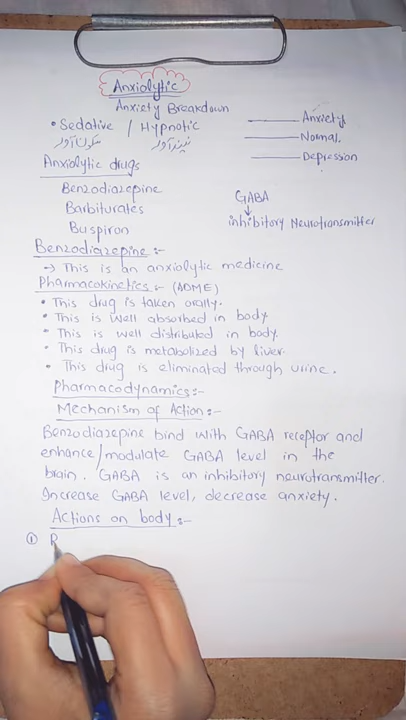 Anxiolytic
Anxiety Breakdown
• Sedative / Hypnotic
سکون آور نیند آور
Anxiety
Normal.
Depression
Anxiolytic drugs
Benzodiazepine
Barbiturates
Buspiron
GABA
↓
inhibitory Neurotransmitter
Benzodiazepine :-
→ This is an anxiolytic medicine
Pharmacokinetics :- (ADME)
• This drug is taken orally.
• This is well absorbed in body
• This is well distributed in body.
• This drug is metabolized by liver.
• This drug is eliminated through urine.
Pharmacodynamics:-
Mechanism of Action:-
Benzodiazepine bind with GABA receptor and
enhance/modulate GABA level in the
brain. GABA is an inhibitory neurotransmitter.
Increase GABA level, decrease anxiety.
Actions on body:-
① R